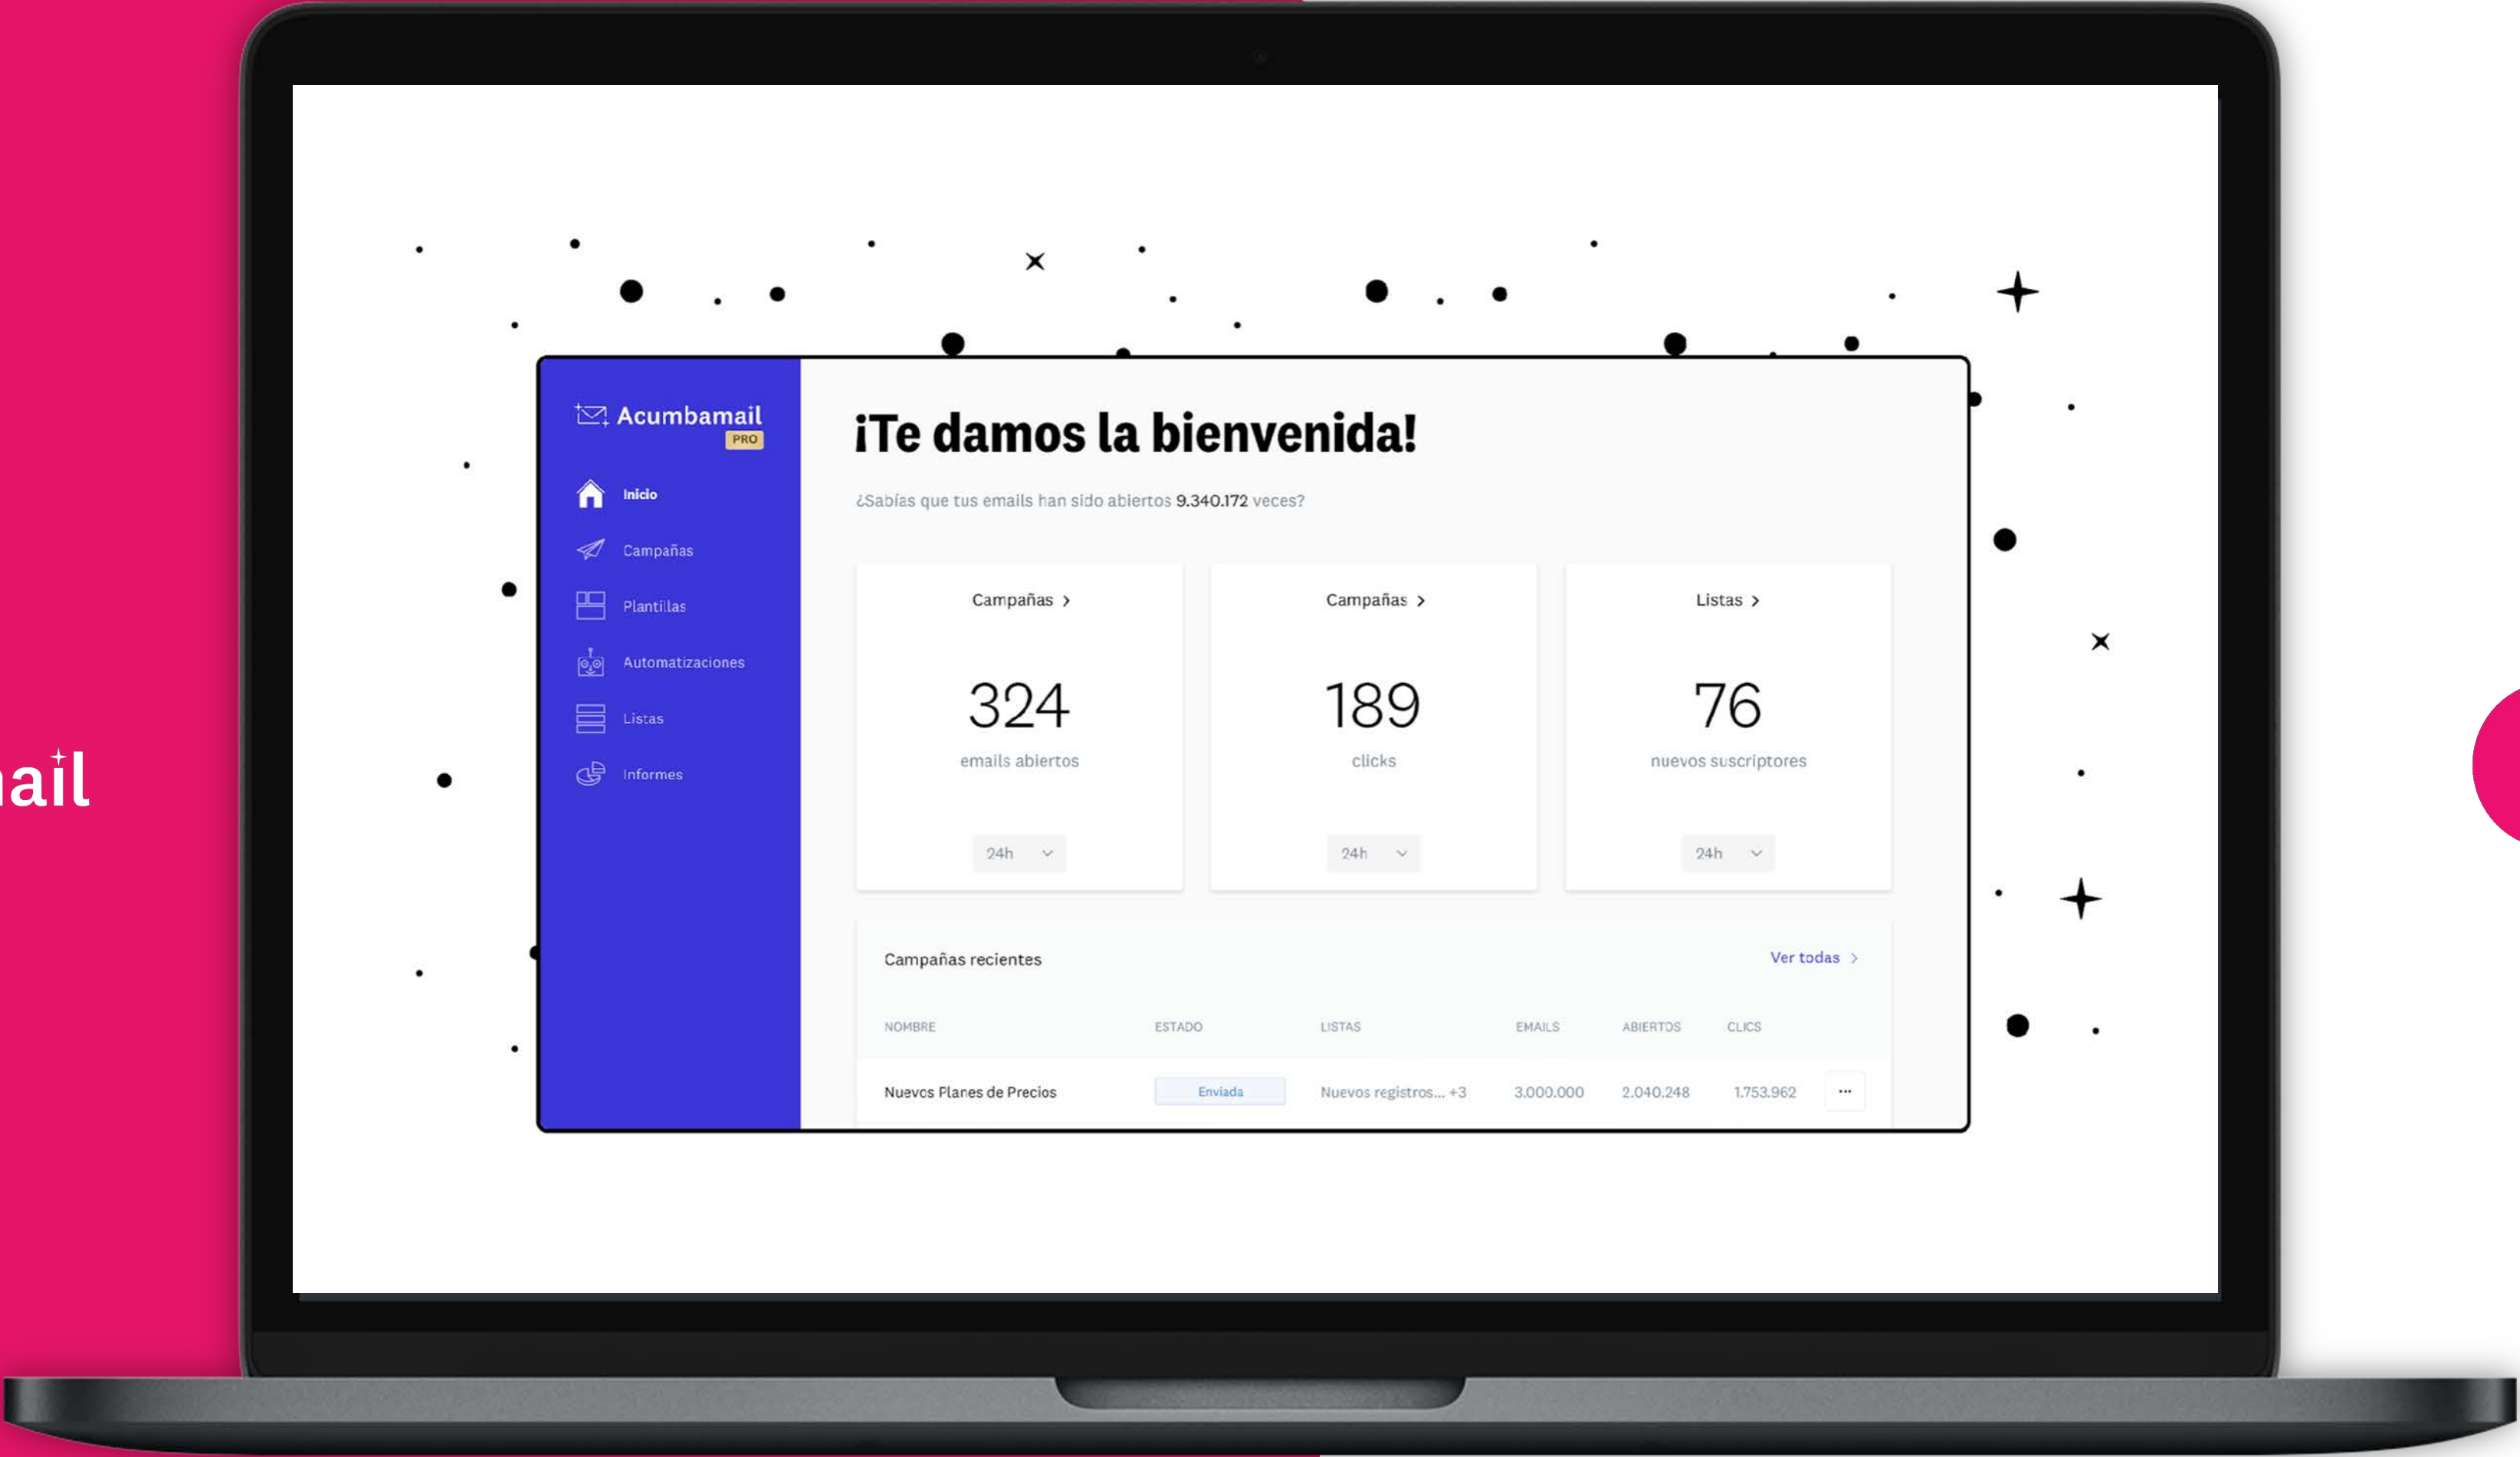 ail
Acumbamail
PRO
Inicio
Campañas
Plantillas
Automatizaciones
Listas
Informes
¡Te damos la bienvenida!
¿Sabías que tus emails han sido abiertos 9.340.172 veces?
Campañas >
324
emails abiertos
24h
Campañas >
189
clicks
24h
Listas >
76
nuevos suscriptores
24h
Campañas recientes
Ver todas >
NOMBRE ESTADO LISTAS EMAILS ABIERTOS CLICS
Nuevos Planes de Precios Enviada Nuevos registros... +3 3.000.000 2.040.248 1.753.962 ...